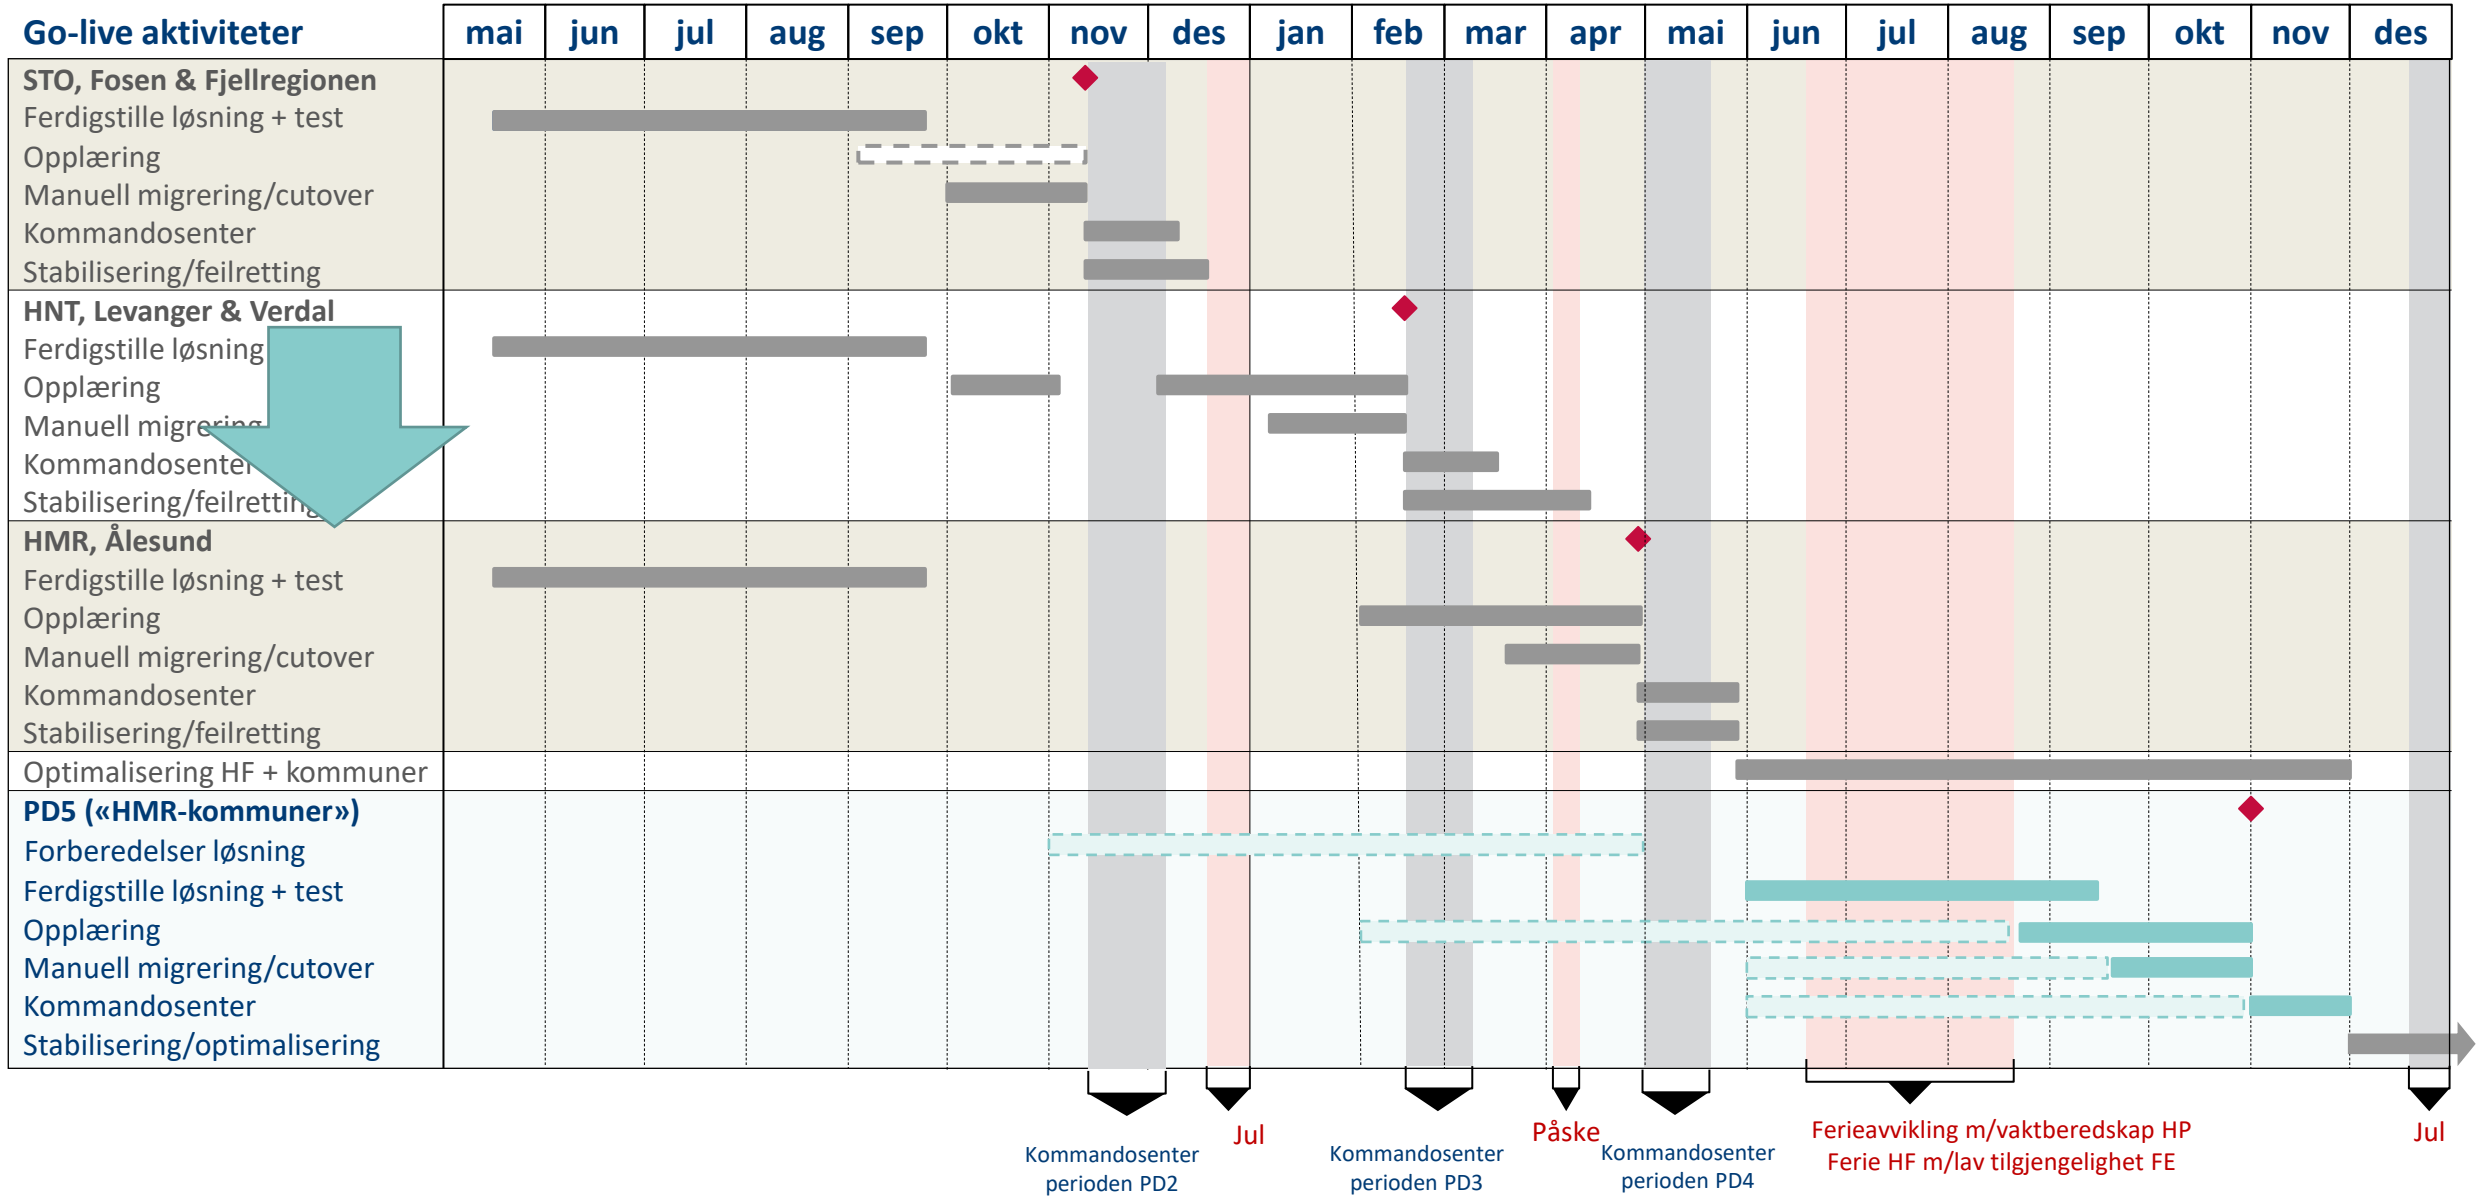 Go-live aktiviteter mai jun jul aug sep okt nov des jan feb mar apr mai jun jul aug sep okt nov des
STO, Fosen & Fjellregionen
Ferdigstille løsning + test
Opplæring
Manuell migrering/cutover
Kommandosenter
Stabilisering/feilretting
HNT, Levanger & Verdal
Ferdigstille løsning
Opplæring
Manuell migrering
Kommandosenter
Stabilisering/feilretting
HMR, Ålesund
Ferdigstille løsning + test
Opplæring
Manuell migrering/cutover
Kommandosenter
Stabilisering/feilretting
Optimalisering HF + kommuner
PD5 («HMR-kommuner»)
Forberedelser løsning
Ferdigstille løsning + test
Opplæring
Manuell migrering/cutover
Kommandosenter
Stabilisering/optimalisering
Kommandosenter
perioden PD2
Jul
Kommandosenter
perioden PD3
Påske
Kommandosenter
perioden PD4
Ferieavvikling m/vaktberedskap HP
Ferie HF m/lav tilgjengelighet FE
Jul